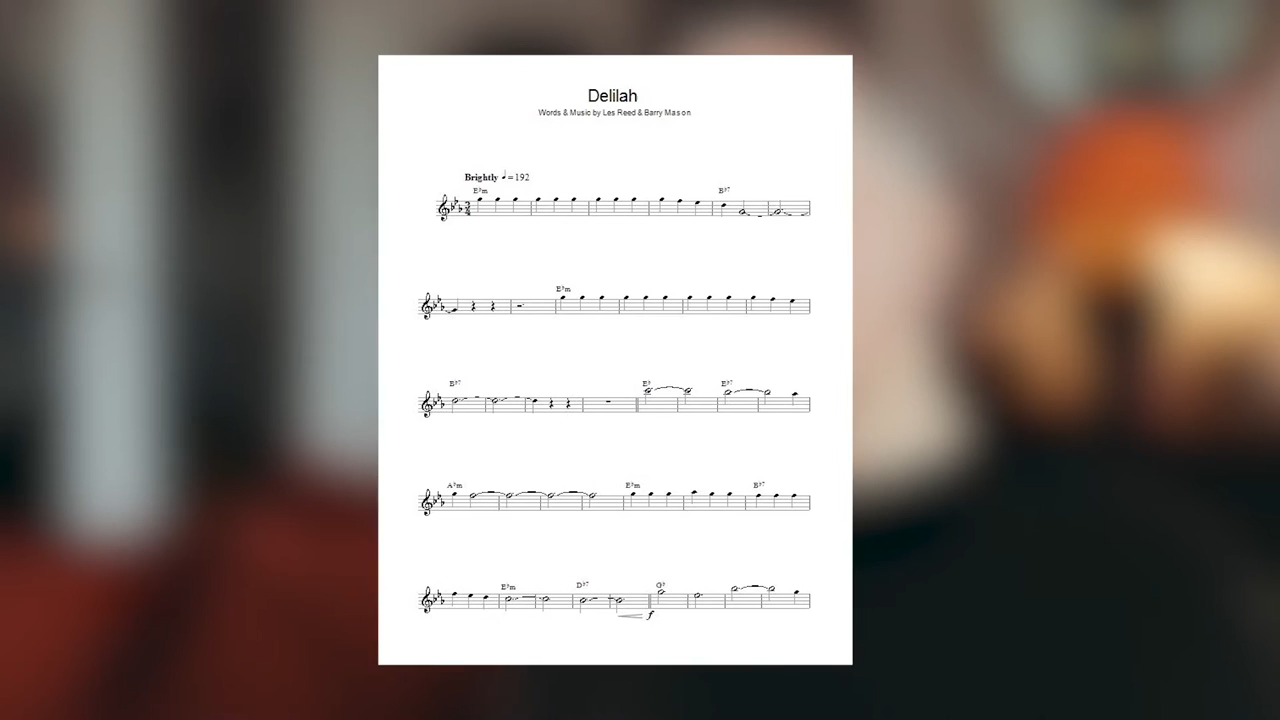 Delilah
Words & Music by Les Reed & Barry Mason
Brightly ♩= 192
E♭m B♭7
E♭m
B♭7 E♭ E♭7
A♭m E♭m B♭7
E♭m D♭7 G♭
f